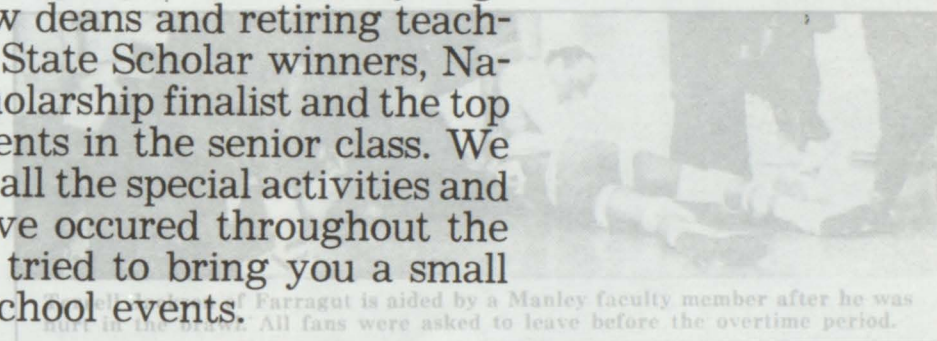 w deans and retiring teach-
State Scholar winners, Na-
olarship finalist and the top
ents in the senior class. We
all the special activities and
ve occured throughout the
tried to bring you a small
chool events.
of Farragut is aided by a Manley faculty member after he was
hurt in the brawl. All fans were asked to leave before the overtime period.